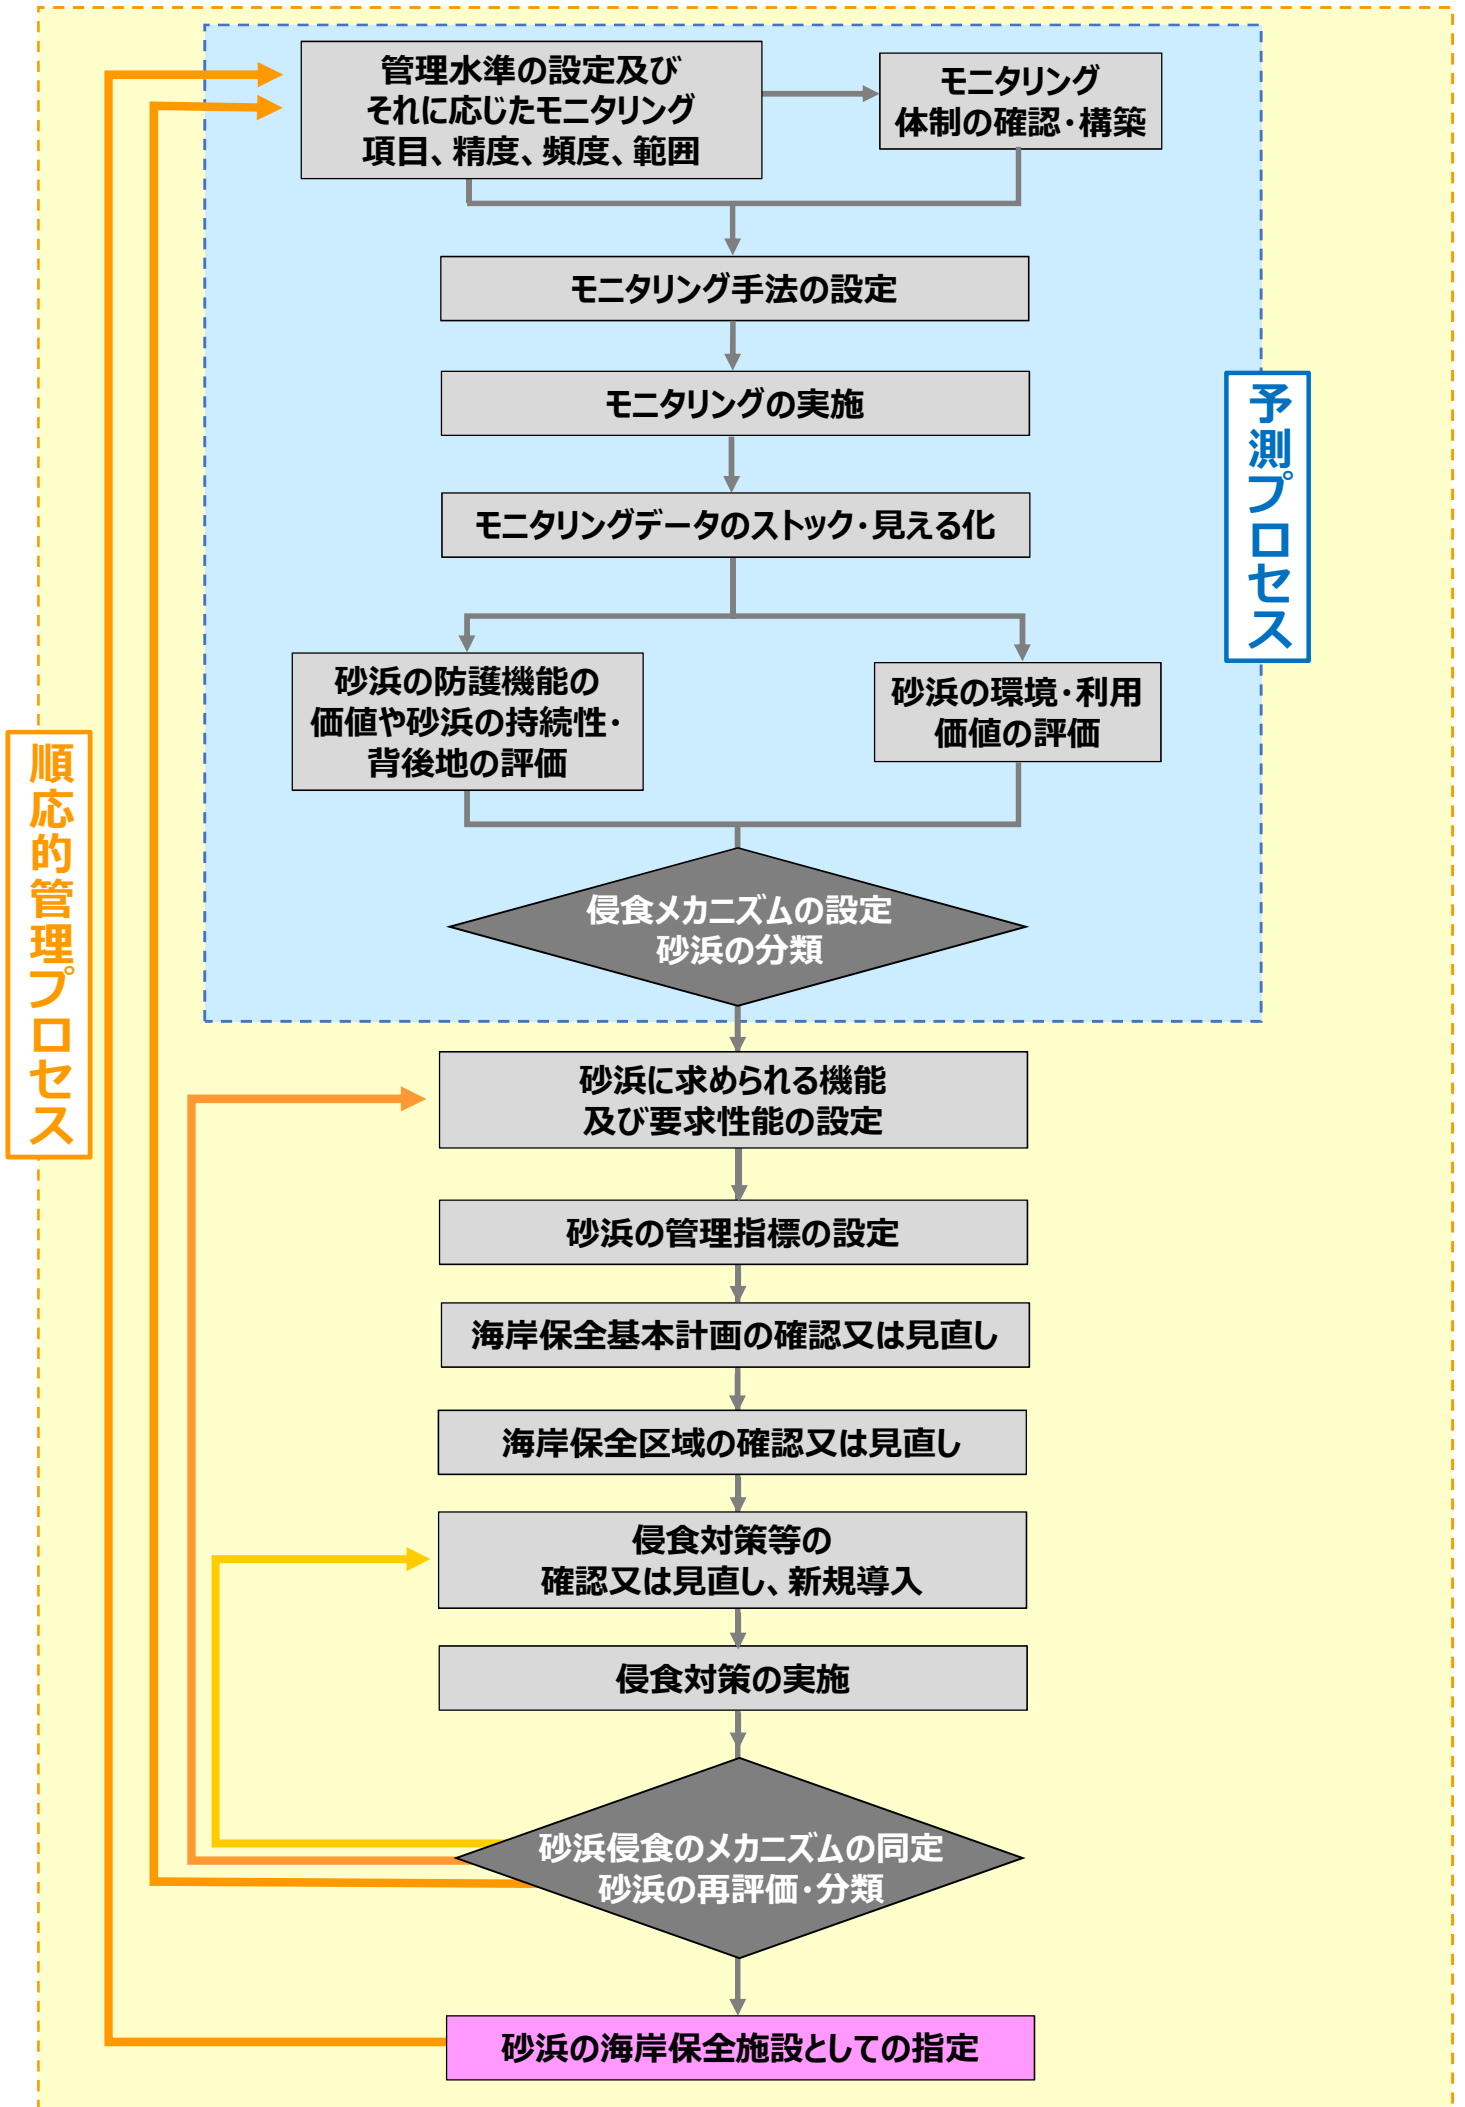 管理水準の設定及び
それに応じたモニタリング
項目、精度、頻度、範囲
モニタリング
体制の確認・構築
モニタリング手法の設定
モニタリングの実施
モニタリングデータのストック・見える化
予測プロセス
砂浜の防護機能の
価値や砂浜の持続性・
背後地の評価
砂浜の環境・利用
価値の評価
順応的管理プロセス
侵食メカニズムの設定
砂浜の分類
砂浜に求められる機能
及び要求性能の設定
砂浜の管理指標の設定
海岸保全基本計画の確認又は見直し
海岸保全区域の確認又は見直し
侵食対策等の
確認又は見直し、新規導入
侵食対策の実施
砂浜侵食のメカニズムの同定
砂浜の再評価・分類
砂浜の海岸保全施設としての指定